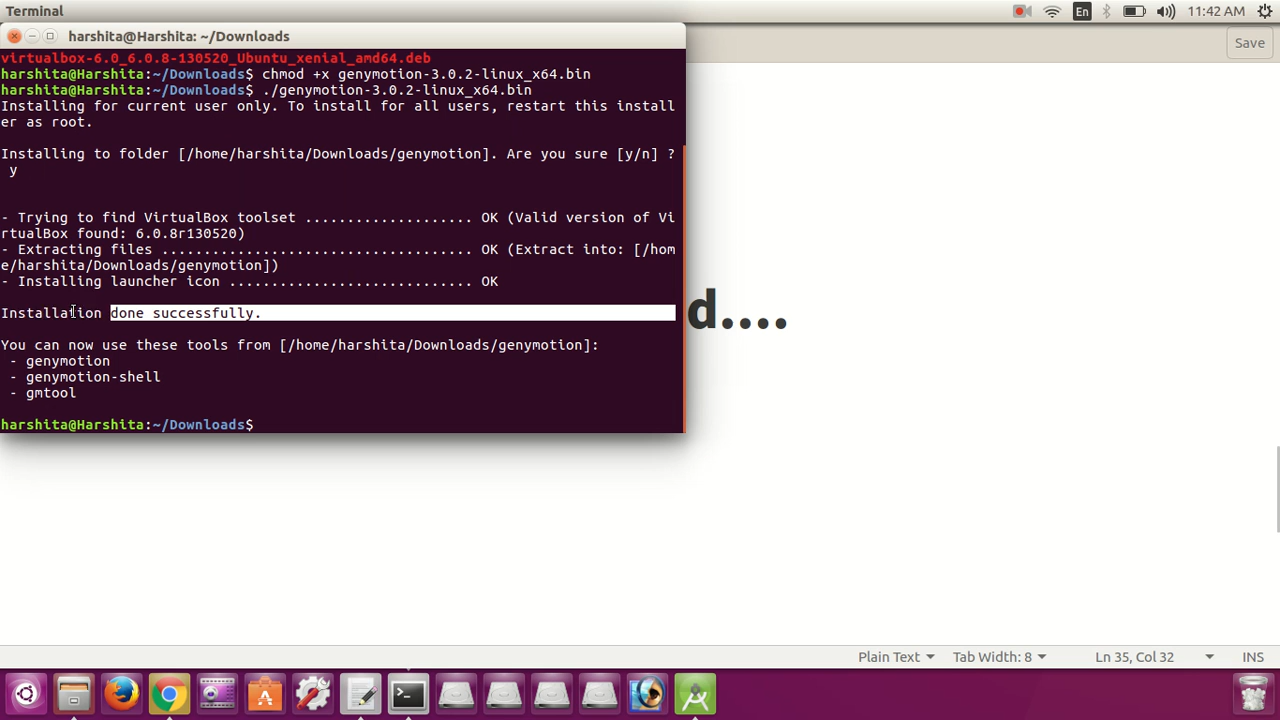 Terminal
En
11:42 AM
harshita@Harshita: ~/Downloads
Save
virtualbox-6.0_6.0.8-130520_Ubuntu_xenial_amd64.deb
harshita@Harshita:~/Downloads$ chmod +x genymotion-3.0.2-linux_x64.bin
harshita@Harshita:~/Downloads$ ./genymotion-3.0.2-linux_x64.bin
Installing for current user only. To install for all users, restart this install
er as root.
Installing to folder [/home/harshita/Downloads/genymotion]. Are you sure [y/n] ?
y
- Trying to find VirtualBox toolset .................... OK (Valid version of Vi
rtualBox found: 6.0.8r130520)
- Extracting files ..................................... OK (Extract into: [/hom
e/harshita/Downloads/genymotion])
- Installing launcher icon ............................. OK
Installation done successfully.
d....
You can now use these tools from [/home/harshita/Downloads/genymotion]:
- genymotion
- genymotion-shell
- gmtool
harshita@Harshita:~/Downloads$
Plain Text
Tab Width: 8
Ln 35, Col 32
INS